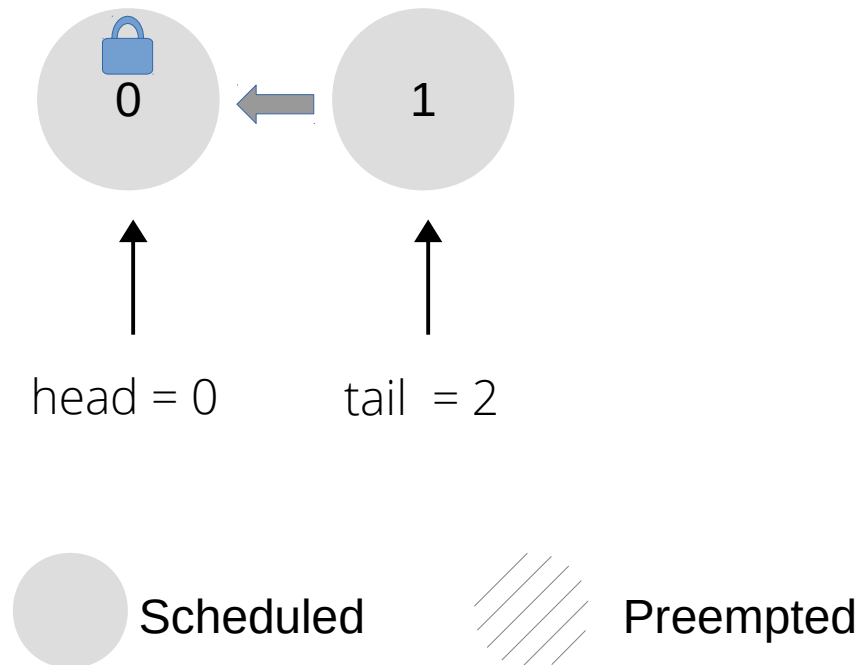 0 1
head = 0 tail = 2
Scheduled Preempted